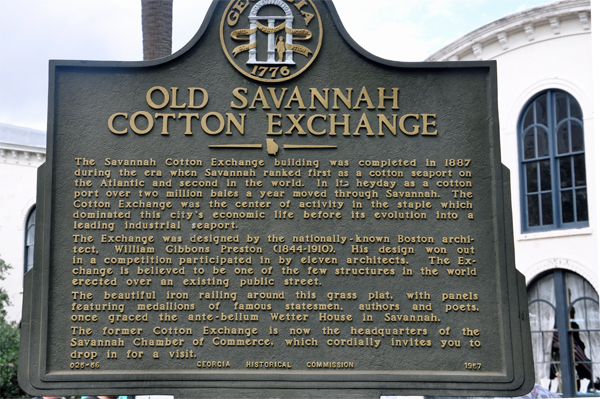 GEORGIA
1776
OLD SAVANNAH
COTTON EXCHANGE
The Savannah Cotton Exchange building was completed in 1887
during the era when Savannah ranked first as a cotton seaport on
the Atlantic and second in the world. In its heyday as a cotton
port over two million bales a year moved through Savannah. The
Cotton Exchange was the center of activity in the staple which
dominated this city's economic life before its evolution into a
leading industrial seaport.
The Exchange was designed by the nationally-known Boston archi-
tect, William Gibbons Preston (1844-1910). His design won out
in a competition participated in by eleven architects. The Ex-
change is believed to be one of the few structures in the world
erected over an existing public street.
The beautiful iron railing around this grass plat, with panels
featuring medallions of famous statesmen, authors and poets,
once graced the ante-bellum Wetter House in Savannah.
The former Cotton Exchange is now the headquarters of the
Savannah Chamber of Commerce, which cordially invites you to
drop in for a visit.
025-66 GEORGIA HISTORICAL COMMISSION 1957